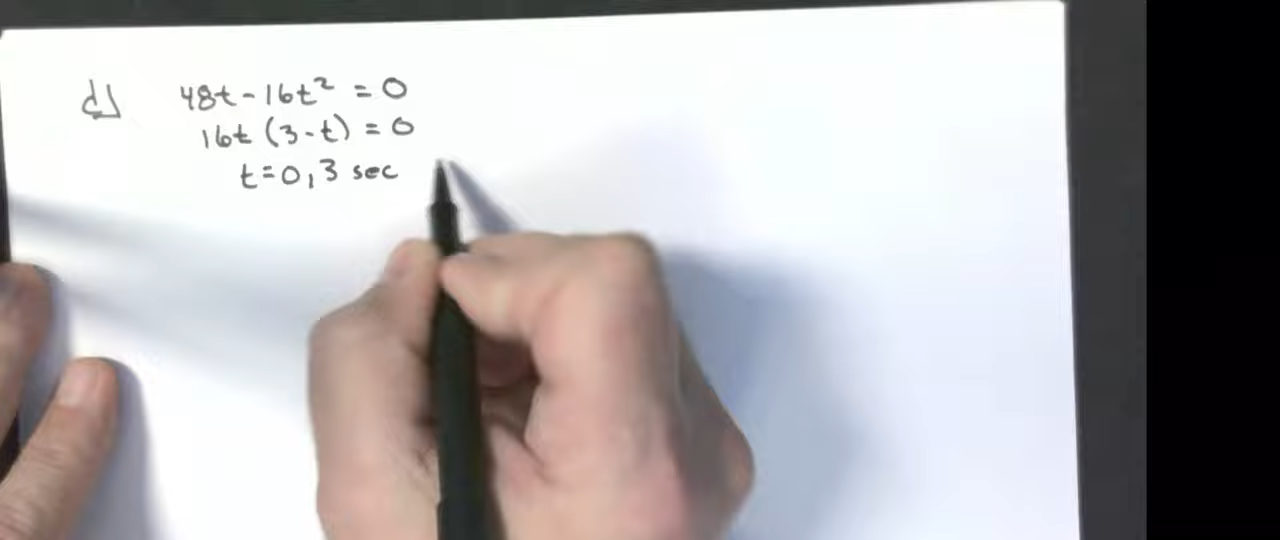 d) 48t - 16t² = 0
16t (3 - t) = 0
t = 0, 3 sec